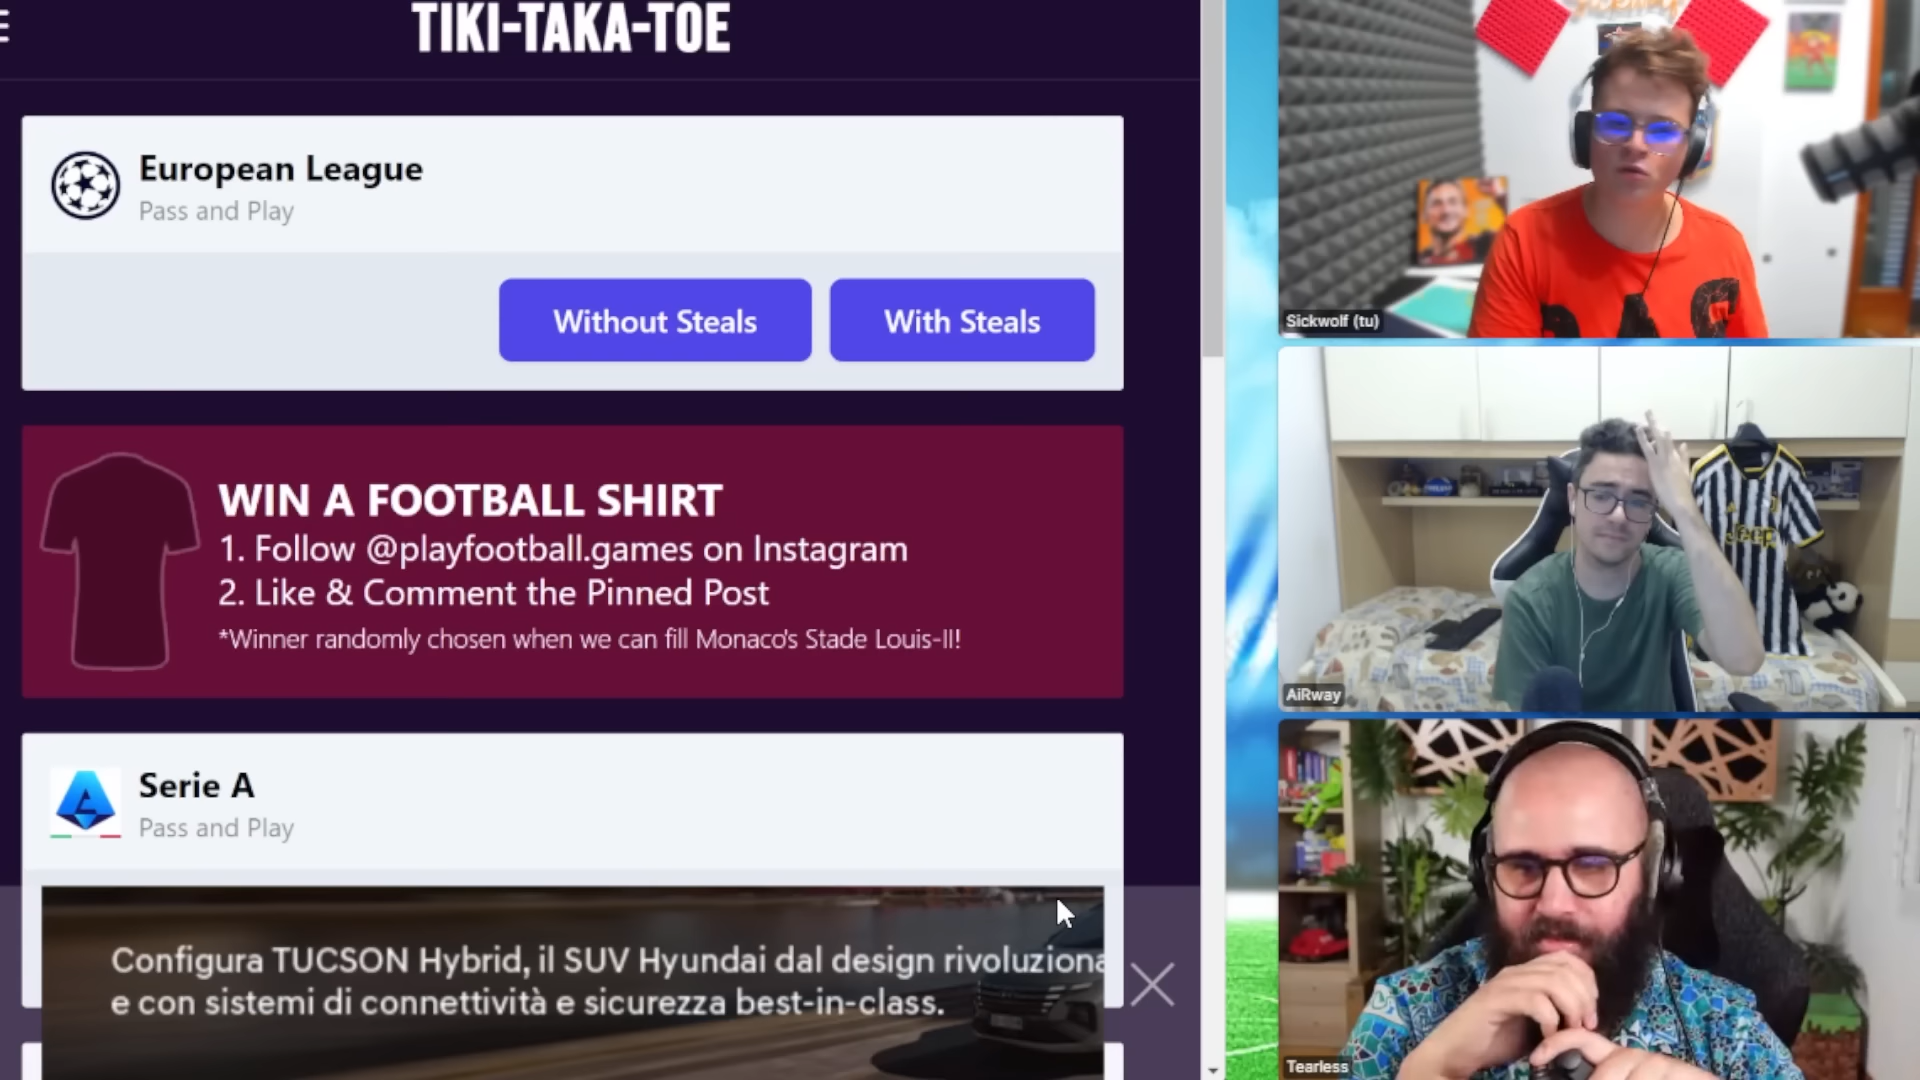 TIKI-TAKA-TOE
European League
Pass and Play
Without Steals
With Steals
WIN A FOOTBALL SHIRT
1. Follow @playfootball.games on Instagram
2. Like & Comment the Pinned Post
*Winner randomly chosen when we can fill Monaco's Stade Louis-II!
Serie A
Pass and Play
Configura TUCSON Hybrid, il SUV Hyundai dal design rivoluziona
e con sistemi di connettività e sicurezza best-in-class.
Sickwolf (tu)
Jeep
AiRway
Tearless